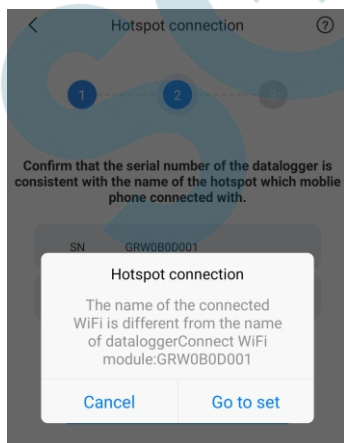 Hotspot connection ?
1 2 3
Confirm that the serial number of the datalogger is
consistent with the name of the hotspot which moblie
phone connected with.
SN GRW0B0D001
Hotspot connection
The name of the connected
WiFi is different from the name
of dataloggerConnect WiFi
module:GRW0B0D001
Cancel Go to set